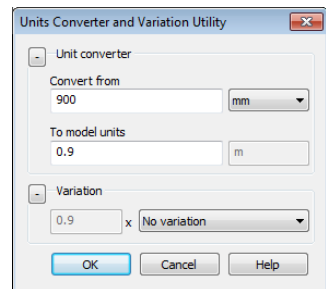 Units Converter and Variation Utility
- Unit converter
Convert from
900 mm
To model units
0.9 m
- Variation
0.9 x No variation
OK Cancel Help